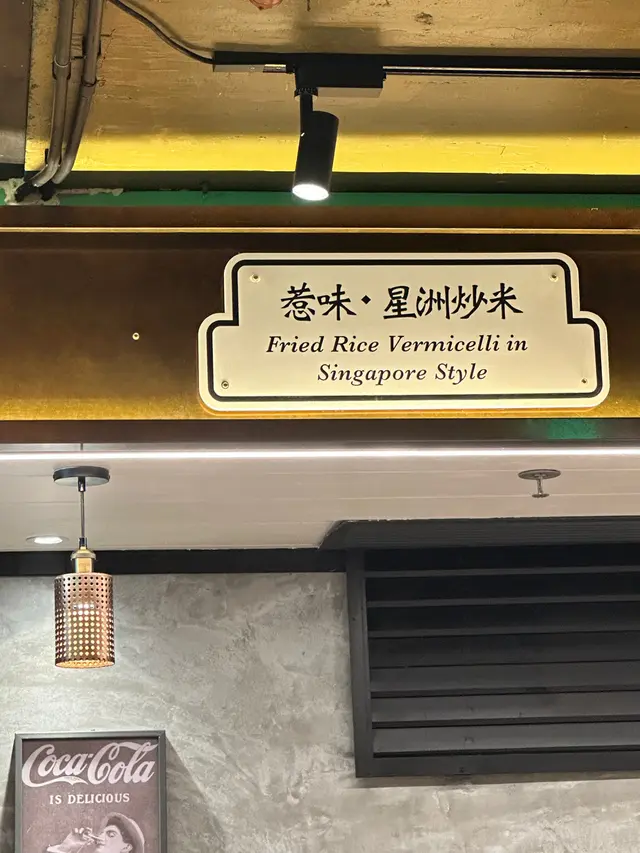 惹味·星洲炒米
Fried Rice Vermicelli in
Singapore Style
Coca-Cola
IS DELICIOUS